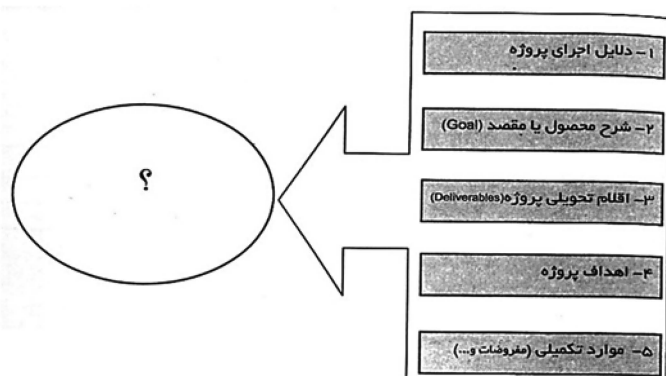 ۱- دلایل اجرای پروژه
۲- شرح محصول یا مقصد (Goal)
۳- اقلام تحویلی پروژه(Deliverables)
۴- اهداف پروژه
۵- موارد تکمیلی (مفروضات و...)
؟